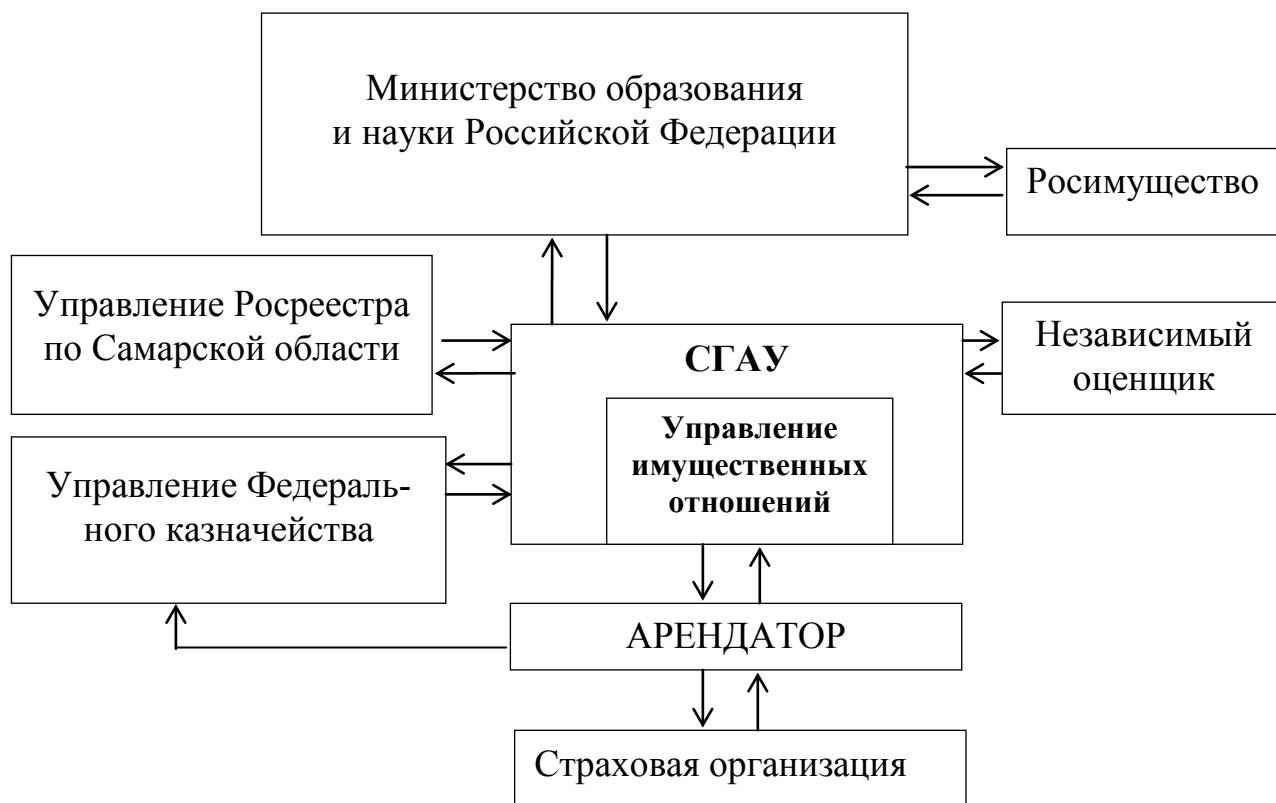 Министерство образования
и науки Российской Федерации
Росимущество
Управление Росреестра
по Самарской области
СГАУ
Независимый
оценщик
Управление
имущественных
отношений
Управление Федераль-
ного казначейства
АРЕНДАТОР
Страховая организация